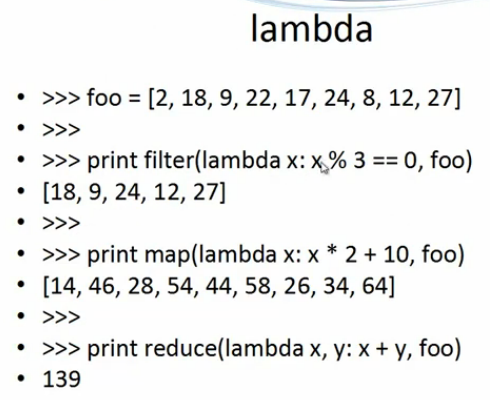 lambda
• >>> foo = [2, 18, 9, 22, 17, 24, 8, 12, 27]
• >>>
• >>> print filter(lambda x: x % 3 == 0, foo)
• [18, 9, 24, 12, 27]
• >>>
• >>> print map(lambda x: x * 2 + 10, foo)
• [14, 46, 28, 54, 44, 58, 26, 34, 64]
• >>>
• >>> print reduce(lambda x, y: x + y, foo)
• 139